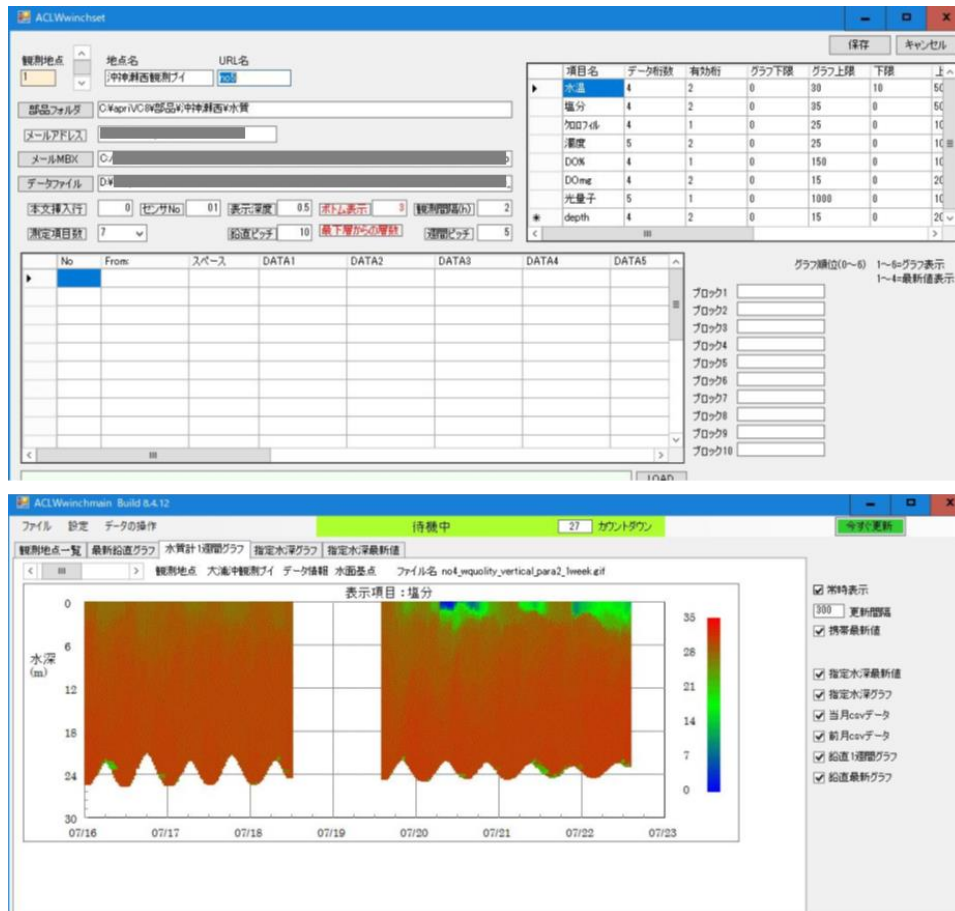 ACLWwinchset
保存 キャンセル
観測地点 地点名 URL名
1 沖神瀬西観測ブイ no5
部品フォルダ C:¥apriVC8¥部品¥沖神瀬西¥水質
メールアドレス
メールMBX C:/
データファイル D¥
本文挿入行 0 センサNo 01 表示深度 0.5 ボトム表示 3 観測間隔(h) 2
測定項目数 7 鉛直ピッチ 10 最下層からの層数 週間ピッチ 5
項目名 データ桁数 有効桁 グラフ下限 グラフ上限 下限 上
水温 4 2 0 30 10 50
塩分 4 2 0 35 0 50
クロロフィル 4 1 0 25 0 10
濁度 5 2 0 25 0 10
DO% 4 1 0 150 0 10
DOmg 4 2 0 15 0 20
光量子 5 1 0 1000 0 10
depth 4 2 0 15 0 20
No From: スペース DATA1 DATA2 DATA3 DATA4 DATA5
グラフ順位(0～6) 1～6=グラフ表示
1～4=最新値表示
ブロック1
ブロック2
ブロック3
ブロック4
ブロック5
ブロック6
ブロック7
ブロック8
ブロック9
ブロック10
LOAD
ACLWwinchmain Build 8.4.12
ファイル 設定 データの操作 待機中 27 カウントダウン 今すぐ更新
観測地点一覧 最新鉛直グラフ 水質計1週間グラフ 指定水深グラフ 指定水深最新値
観測地点 大浦沖観測ブイ データ情報 水面基点 ファイル名 no4_wquolity_vertical_para2_1week.gif
表示項目：塩分
水深
(m)
0
6
12
18
24
30
07/16 07/17 07/18 07/19 07/20 07/21 07/22 07/23
35
28
21
14
7
0
常時表示
300 更新間隔
携帯最新値
指定水深最新値
指定水深グラフ
当月csvデータ
前月csvデータ
鉛直1週間グラフ
鉛直最新グラフ